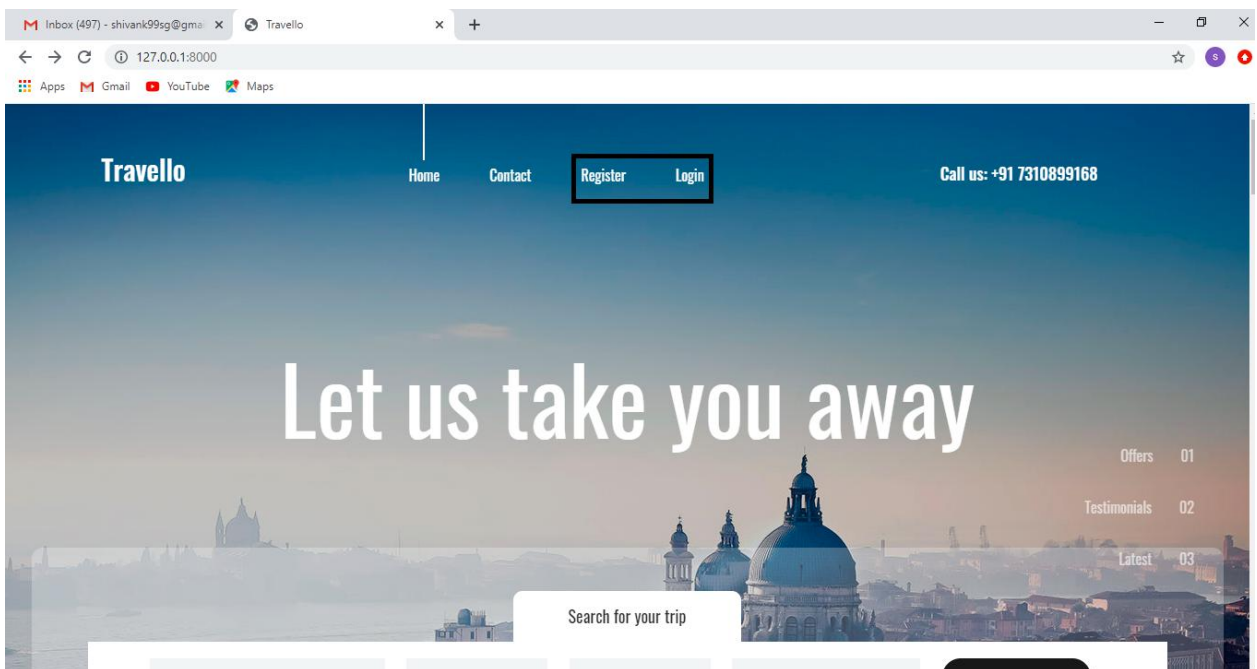 Inbox (497) - shivank99sg@gma
Travello
127.0.0.1:8000
Apps Gmail YouTube Maps
Travello Home Contact Register Login Call us: +91 7310899168
Let us take you away
Offers 01
Testimonials 02
Latest 03
Search for your trip